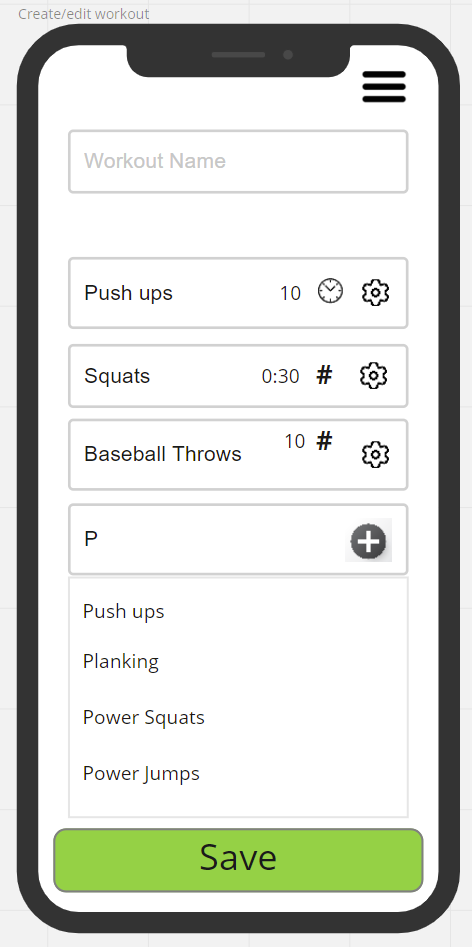 Create/edit workout
Workout Name
Push ups 10
Squats 0:30 #
Baseball Throws 10 #
P
Push ups
Planking
Power Squats
Power Jumps
Save